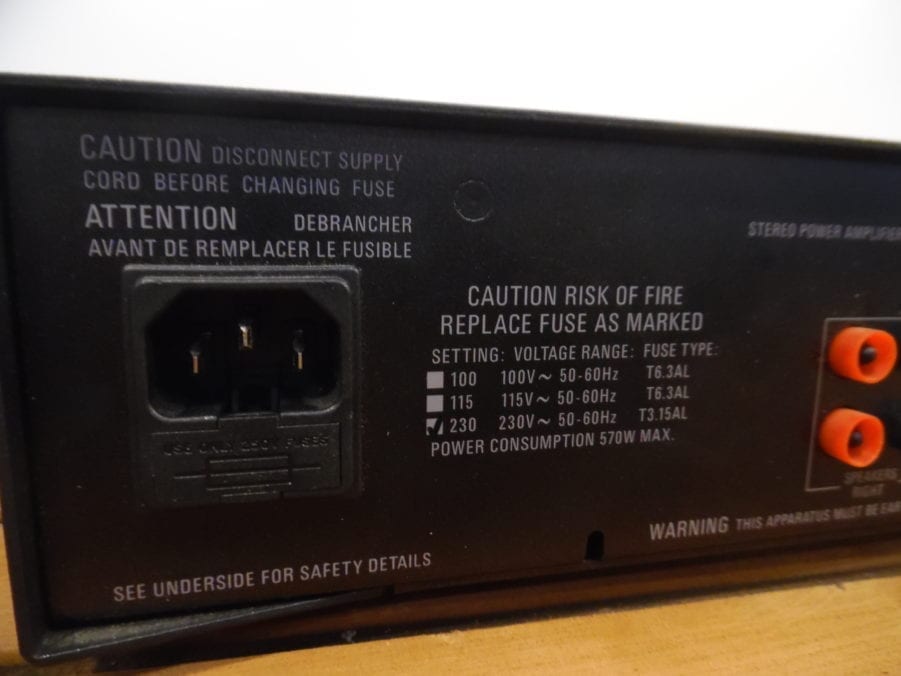 CAUTION DISCONNECT SUPPLY
CORD BEFORE CHANGING FUSE
ATTENTION DEBRANCHER
AVANT DE REMPLACER LE FUSIBLE
USE ONLY 250V FUSES
SEE UNDERSIDE FOR SAFETY DETAILS
CAUTION RISK OF FIRE
REPLACE FUSE AS MARKED
SETTING: VOLTAGE RANGE: FUSE TYPE:
100 100V~ 50-60Hz T6.3AL
115 115V~ 50-60Hz T6.3AL
230 230V~ 50-60Hz T3.15AL
POWER CONSUMPTION 570W MAX.
STEREO POWER AMPLIFIER
SPEAKERS
RIGHT
WARNING THIS APPARATUS MUST BE